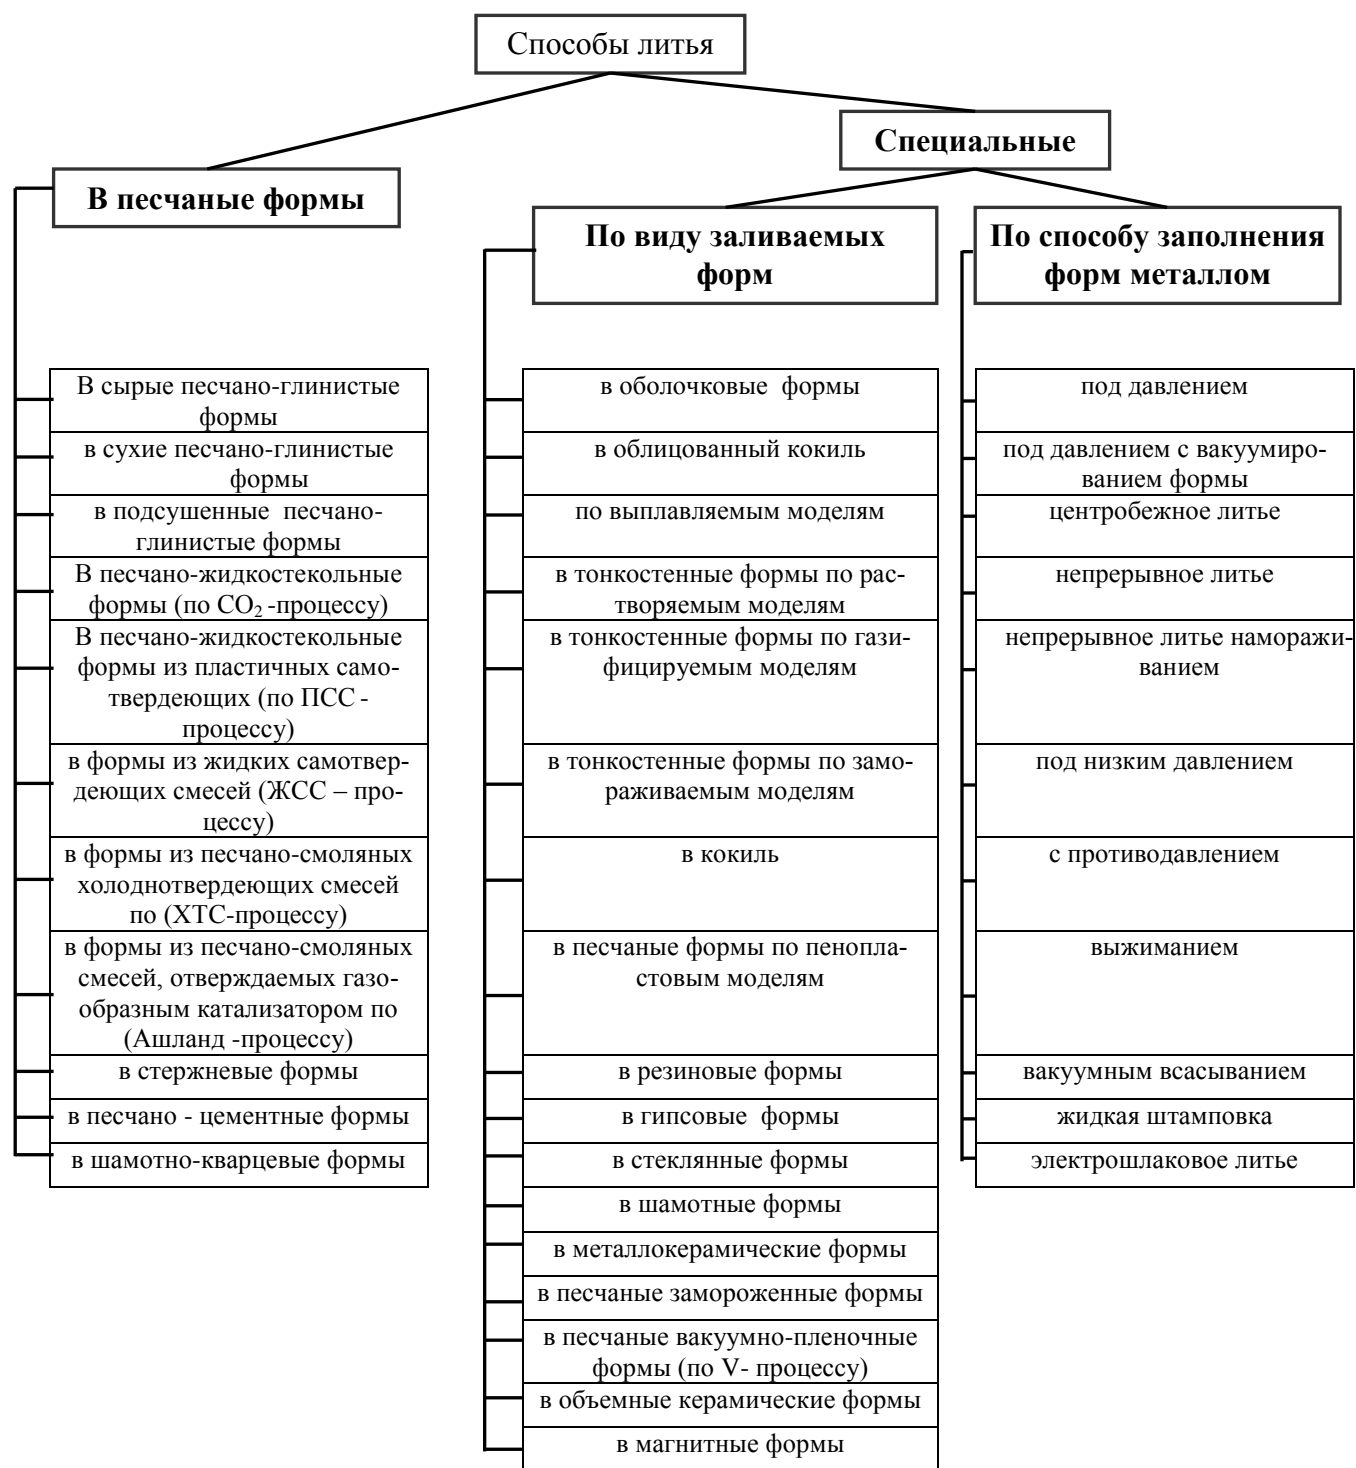 Способы литья
Специальные
В песчаные формы
По виду заливаемых
форм
По способу заполнения
форм металлом
В сырые песчано-глинистые
формы
в сухие песчано-глинистые
формы
в подсушенные песчано-
глинистые формы
В песчано-жидкостекольные
формы (по CO₂ -процессу)
В песчано-жидкостекольные
формы из пластичных само-
твердеющих (по ПСС -
процессу)
в формы из жидких самотвер-
деющих смесей (ЖСС – про-
цессу)
в формы из песчано-смоляных
холоднотвердеющих смесей
по (ХТС-процессу)
в формы из песчано-смоляных
смесей, отверждаемых газо-
образным катализатором по
(Ашланд -процессу)
в стержневые формы
в песчано - цементные формы
в шамотно-кварцевые формы
в оболочковые формы
в облицованный кокиль
по выплавляемым моделям
в тонкостенные формы по рас-
творяемым моделям
в тонкостенные формы по гази-
фицируемым моделям
в тонкостенные формы по замо-
раживаемым моделям
в кокиль
в песчаные формы по пенопла-
стовым моделям
в резиновые формы
в гипсовые формы
в стеклянные формы
в шамотные формы
в металлокерамические формы
в песчаные замороженные формы
в песчаные вакуумно-пленочные
формы (по V- процессу)
в объемные керамические формы
в магнитные формы
под давлением
под давлением с вакуумиро-
ванием формы
центробежное литье
непрерывное литье
непрерывное литье наморажи-
ванием
под низким давлением
с противодавлением
выжиманием
вакуумным всасыванием
жидкая штамповка
электрошлаковое литье